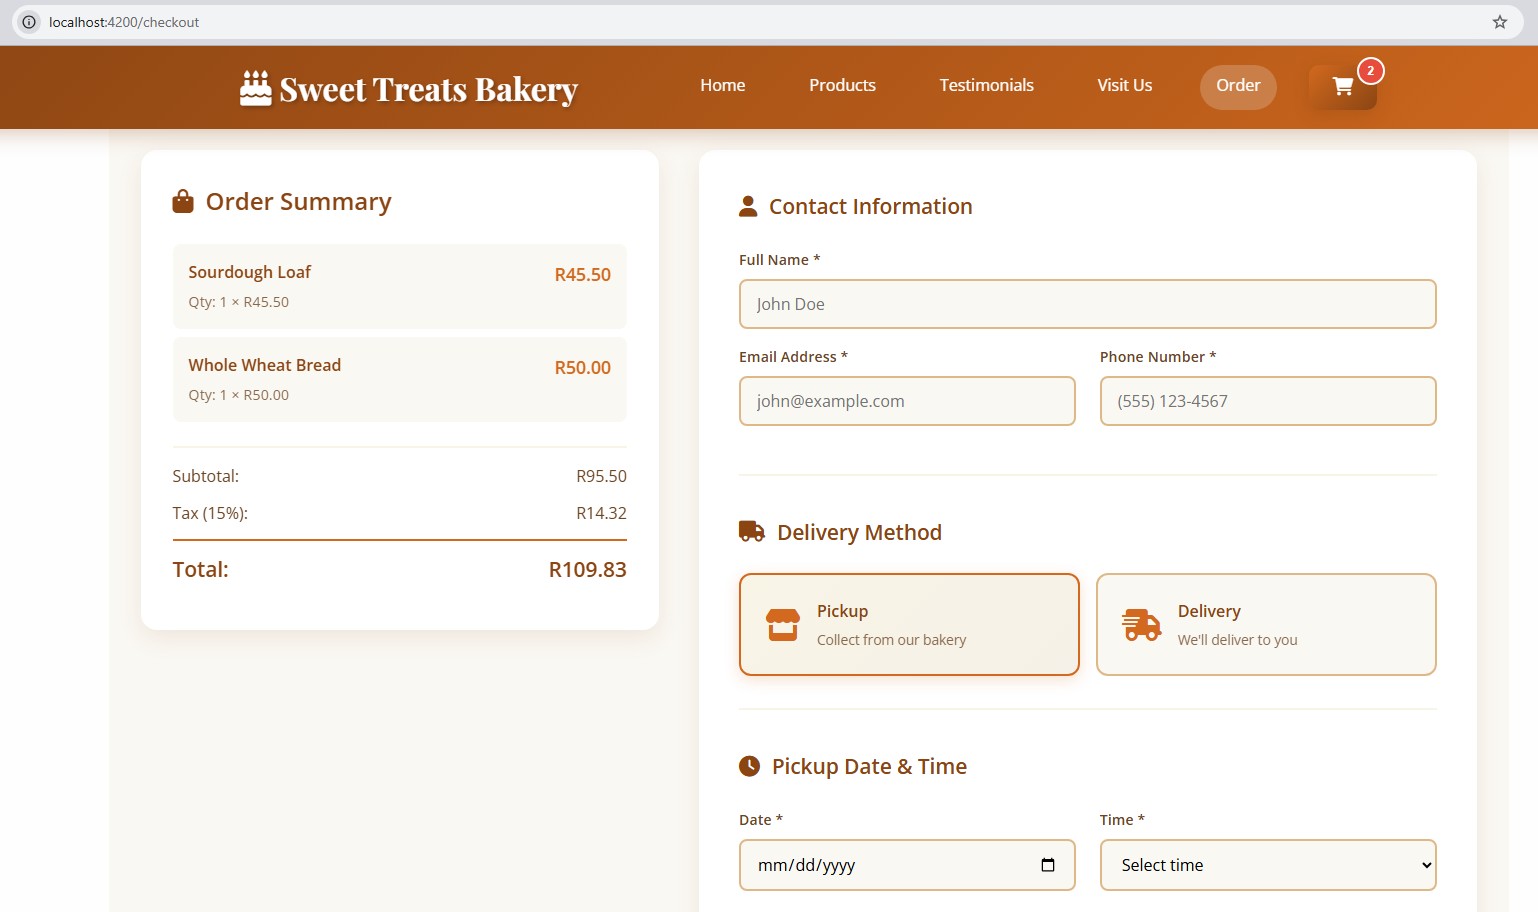 localhost:4200/checkout
Sweet Treats Bakery
Home
Products
Testimonials
Visit Us
Order
2
Order Summary
Sourdough Loaf
R45.50
Qty: 1 × R45.50
Whole Wheat Bread
R50.00
Qty: 1 × R50.00
Subtotal:
R95.50
Tax (15%):
R14.32
Total:
R109.83
Contact Information
Full Name *
John Doe
Email Address *
Phone Number *
john@example.com
(555) 123-4567
Delivery Method
Pickup
Collect from our bakery
Delivery
We'll deliver to you
Pickup Date & Time
Date *
Time *
mm/dd/yyyy
Select time